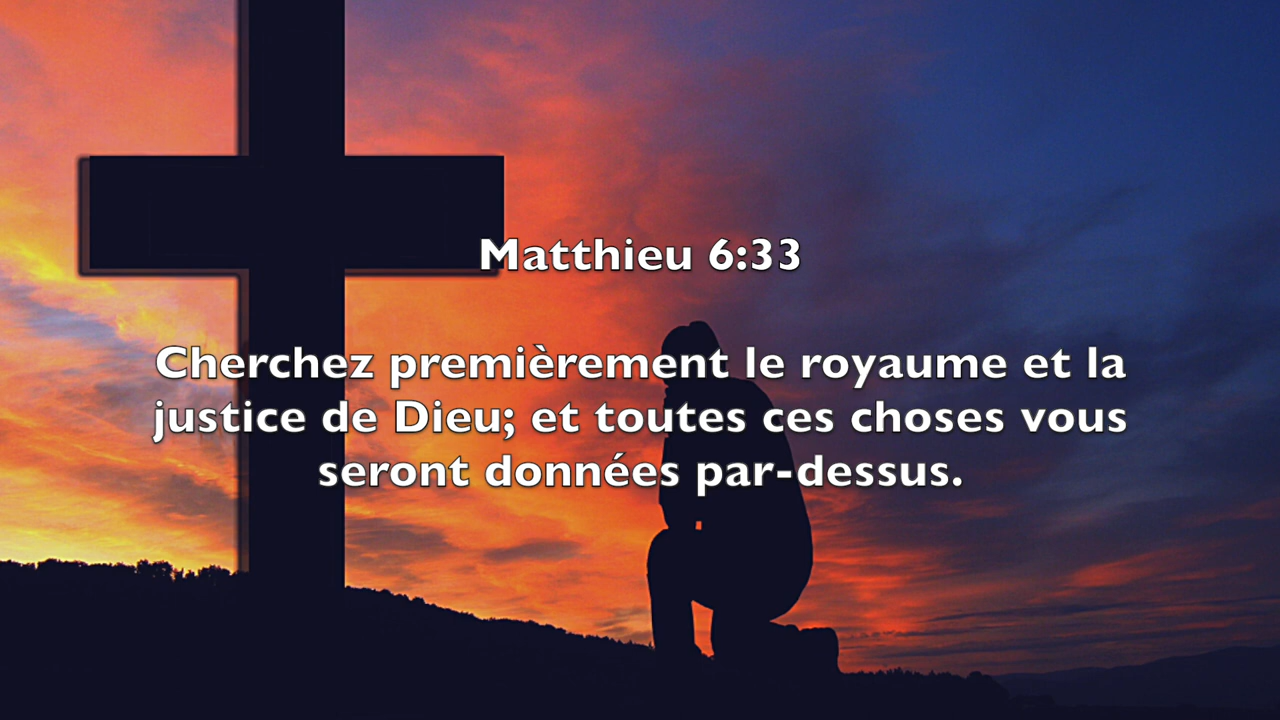 Matthieu 6:33
Cherchez premièrement le royaume et la
justice de Dieu; et toutes ces choses vous
seront données par-dessus.